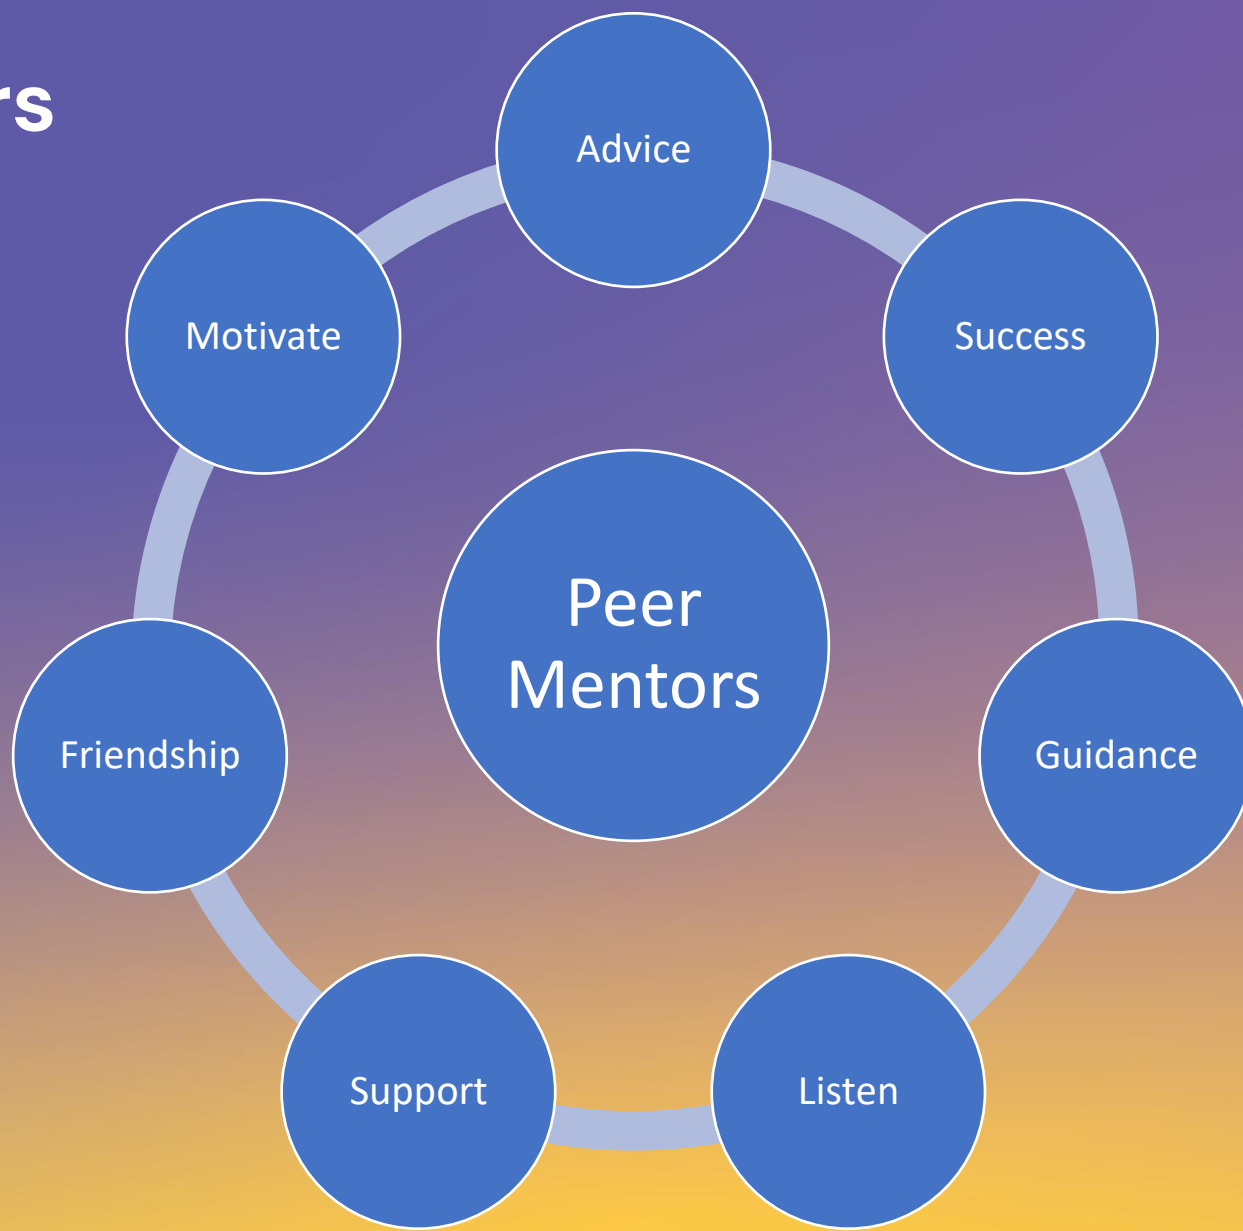 rs
Advice
Success
Guidance
Listen
Support
Friendship
Motivate
Peer
Mentors